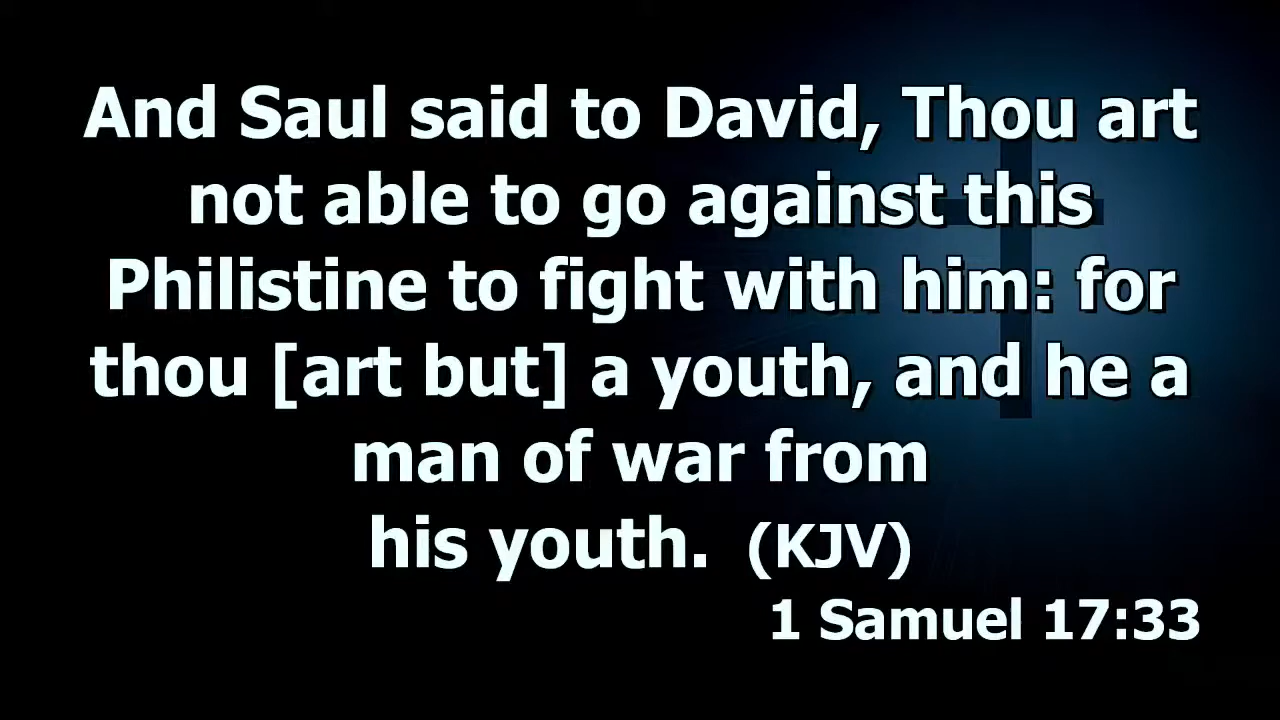 And Saul said to David, Thou art
not able to go against this
Philistine to fight with him: for
thou [art but] a youth, and he a
man of war from
his youth. (KJV)
1 Samuel 17:33